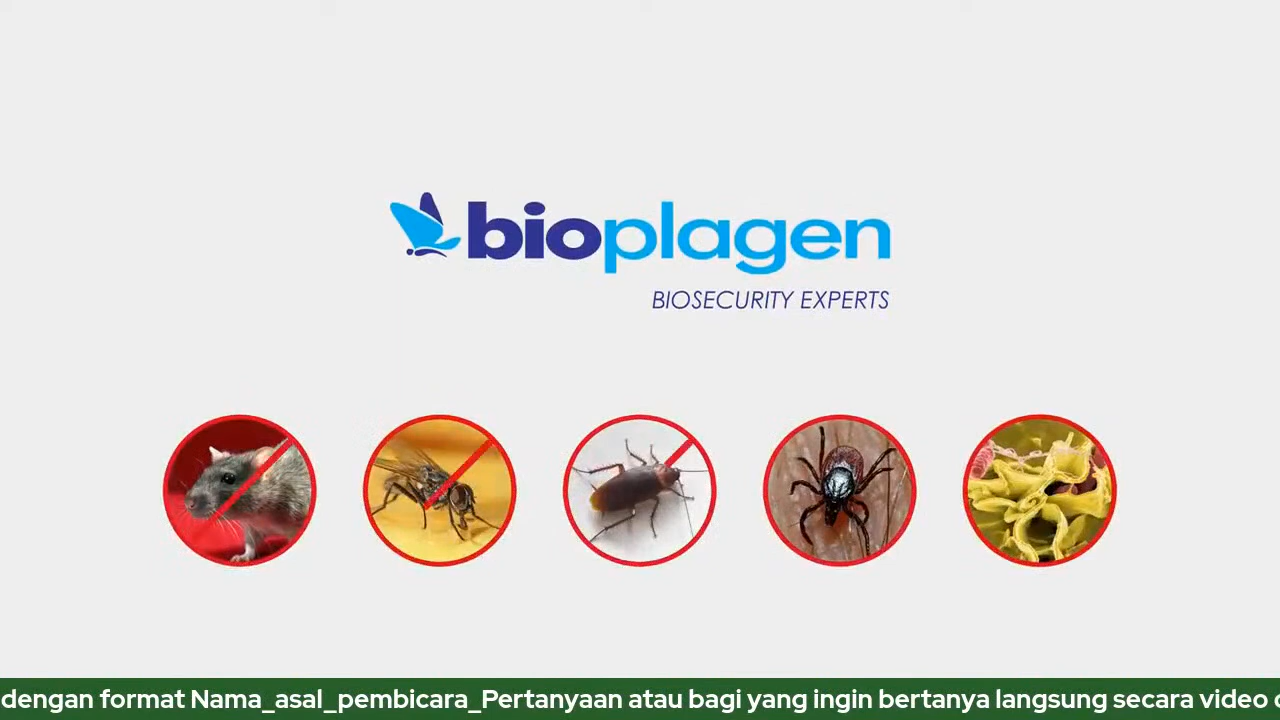 bioplagen
BIOSECURITY EXPERTS
dengan format Nama_asal_pembicara_Pertanyaan atau bagi yang ingin bertanya langsung secara video